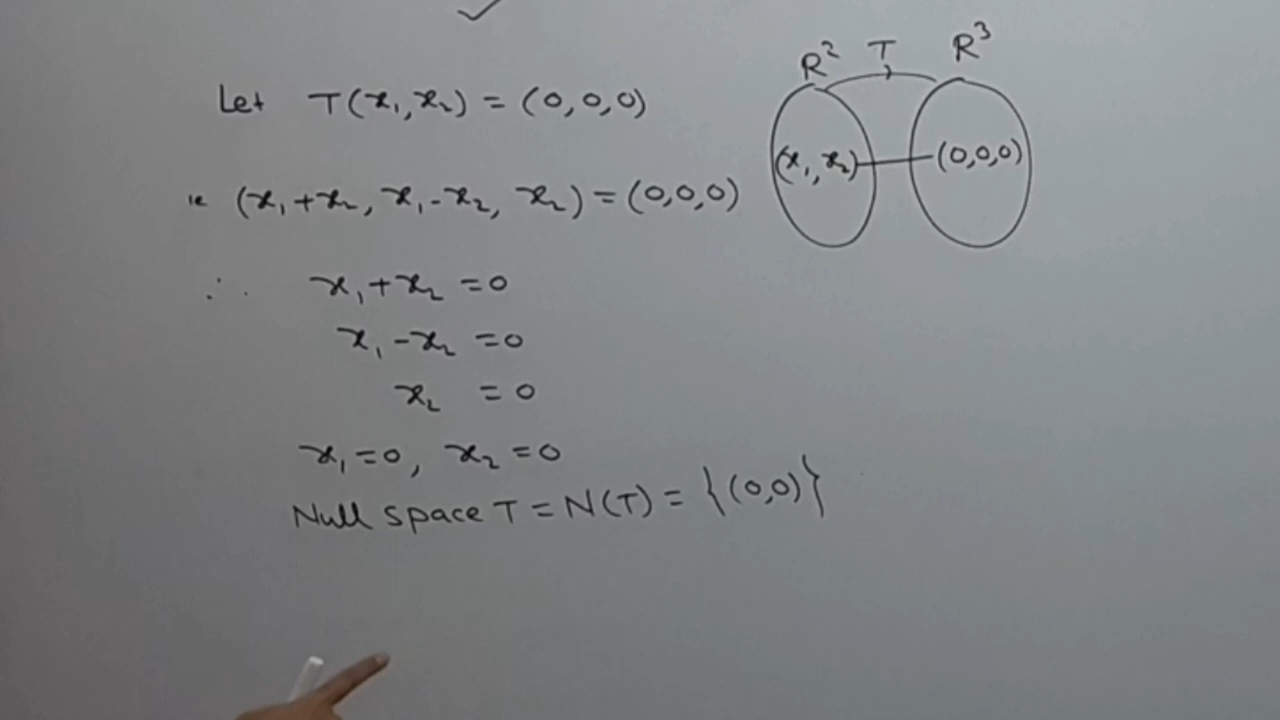 Let T(x₁,x₂) = (0,0,0)
ie (x₁+x₂, x₁-x₂, x₂) = (0,0,0)
∴ x₁+x₂ =0
x₁-x₂ =0
x₂ =0
x₁=0, x₂=0
Null space T = N(T) = {(0,0)}
R² T R³
(x₁,x₂) (0,0,0)